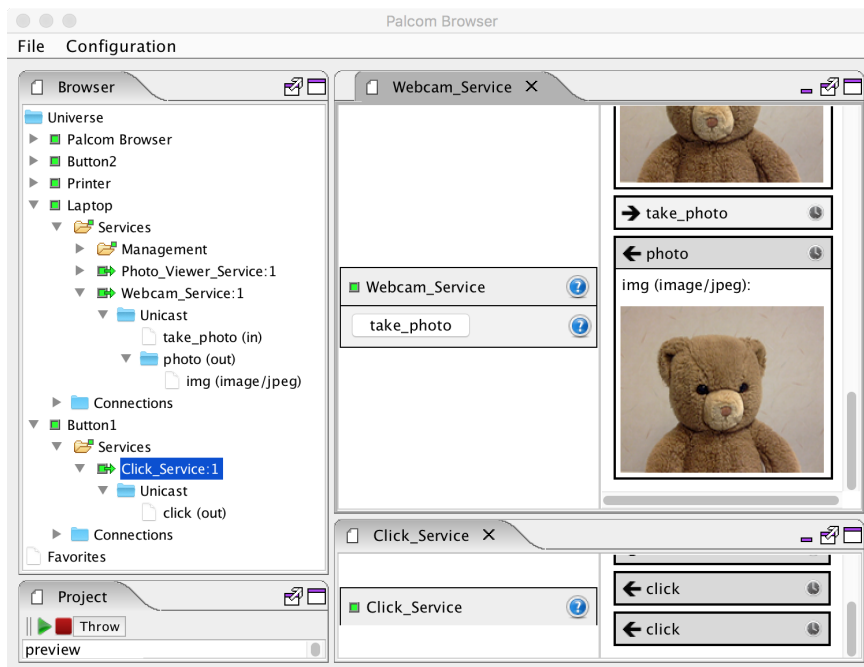 Palcom Browser
File Configuration
Browser
Universe
Palcom Browser
Button2
Printer
Laptop
Services
Management
Photo_Viewer_Service:1
Webcam_Service:1
Unicast
take_photo (in)
photo (out)
img (image/jpeg)
Connections
Button1
Services
Click_Service:1
Unicast
click (out)
Connections
Favorites
Project
Throw
preview
Webcam_Service
Webcam_Service
?
take_photo
?
take_photo
photo
img (image/jpeg):
Click_Service
Click_Service
?
click
click